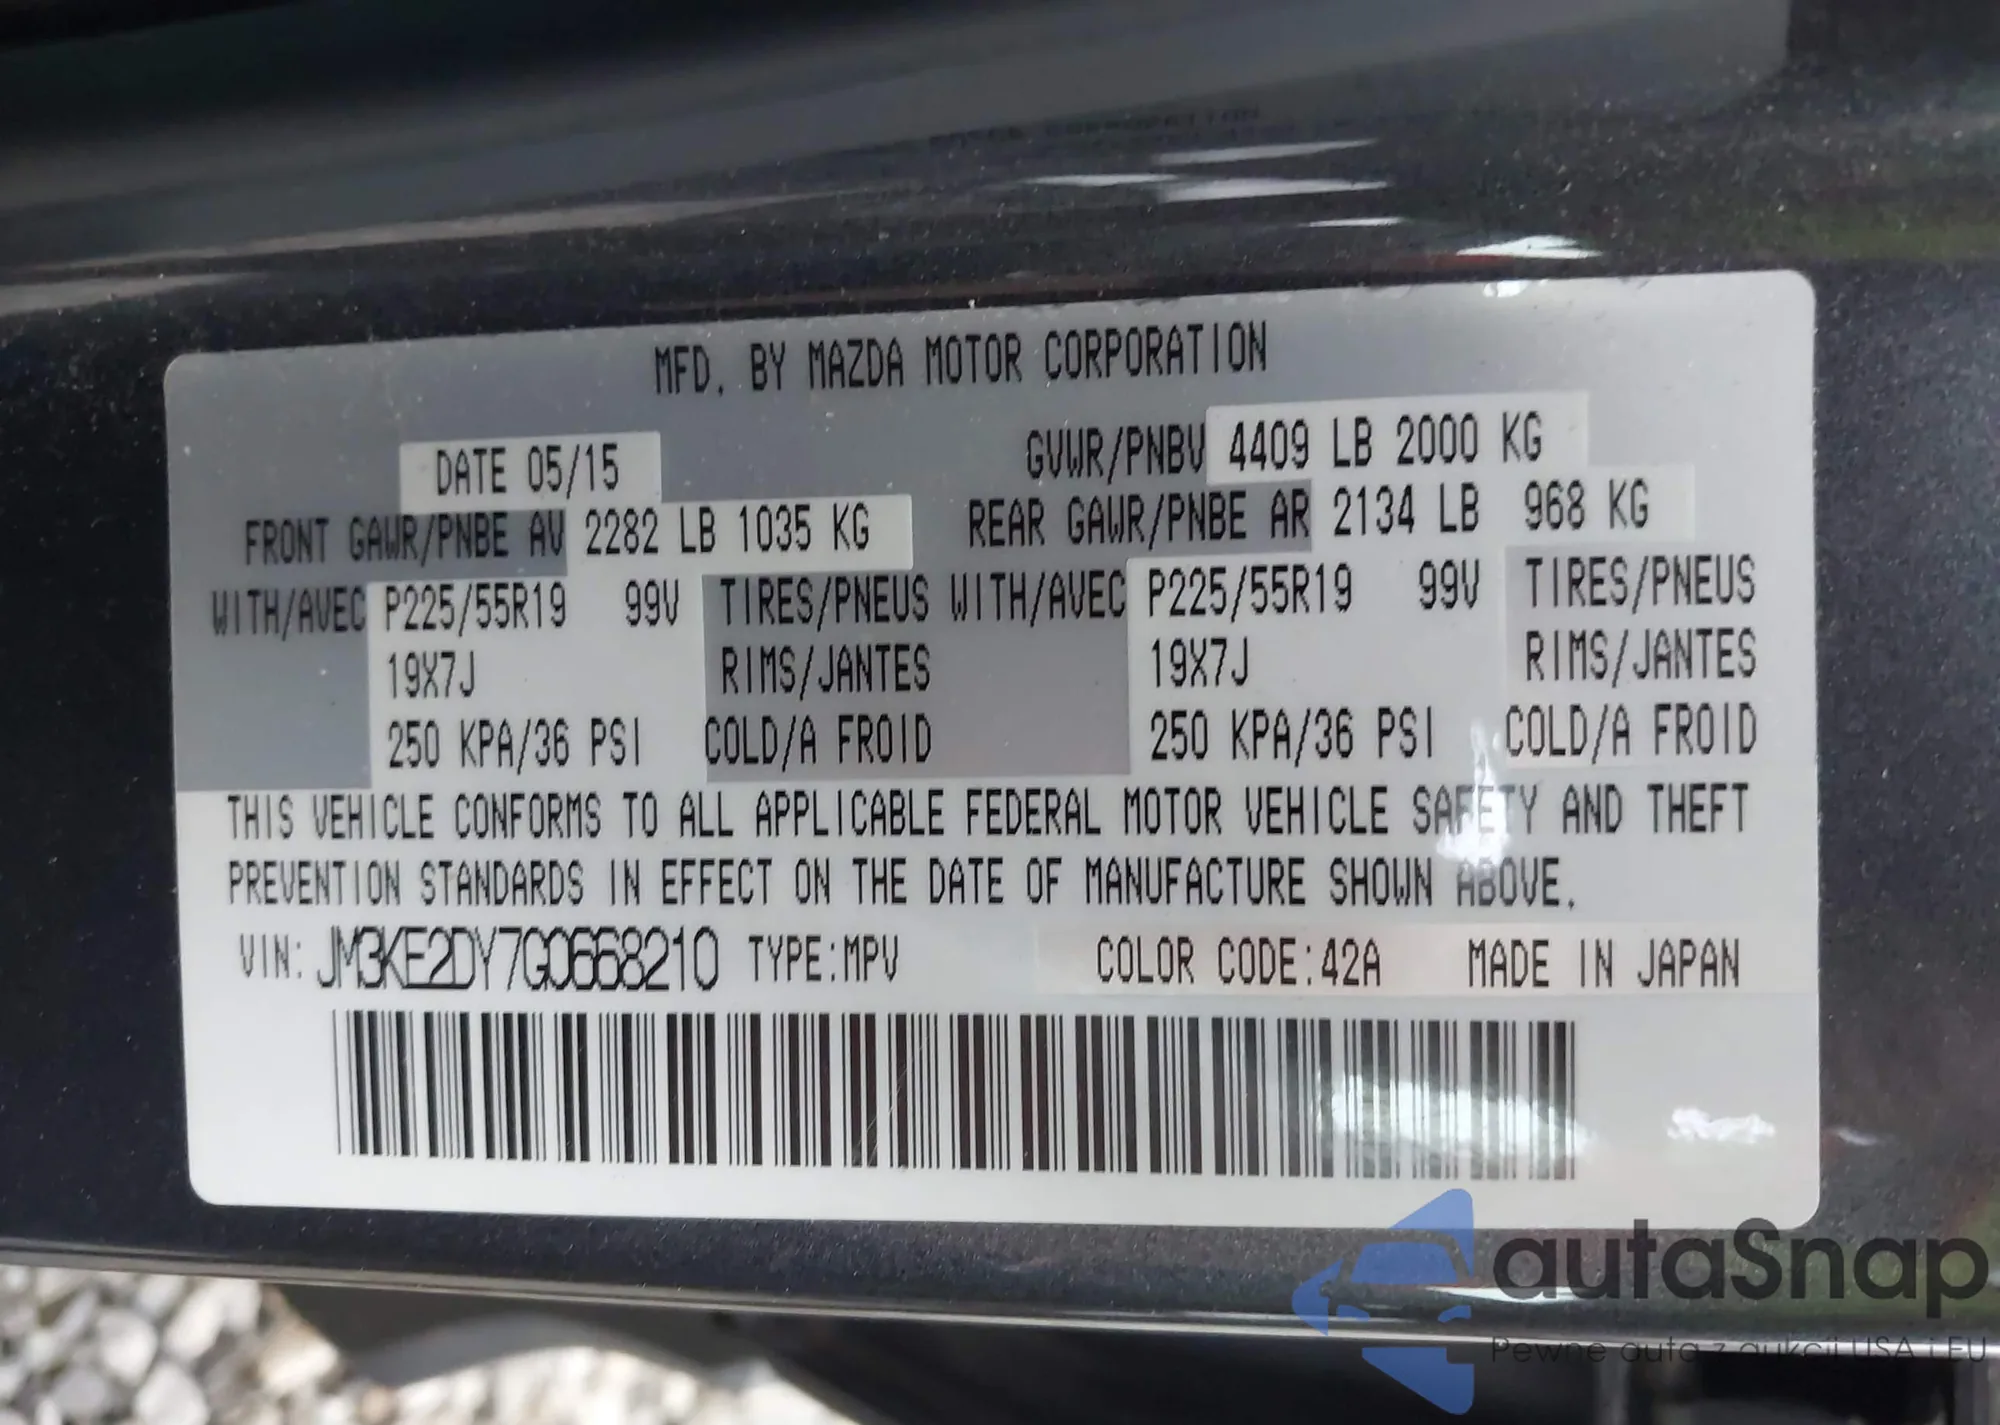 MFD. BY MAZDA MOTOR CORPORATION
DATE 05/15 GVWR/PNBV 4409 LB 2000 KG
FRONT GAWR/PNBE AV 2282 LB 1035 KG REAR GAWR/PNBE AR 2134 LB 968 KG
WITH/AVEC P225/55R19 99V TIRES/PNEUS WITH/AVEC P225/55R19 99V TIRES/PNEUS
19X7J RIMS/JANTES 19X7J RIMS/JANTES
250 KPA/36 PSI COLD/A FROID 250 KPA/36 PSI COLD/A FROID
THIS VEHICLE CONFORMS TO ALL APPLICABLE FEDERAL MOTOR VEHICLE SAFETY AND THEFT
PREVENTION STANDARDS IN EFFECT ON THE DATE OF MANUFACTURE SHOWN ABOVE.
VIN: JM3KE2DY7G0668210 TYPE:MPV COLOR CODE:42A MADE IN JAPAN
autaSnap
Pewne auta z aukcji USA i EU